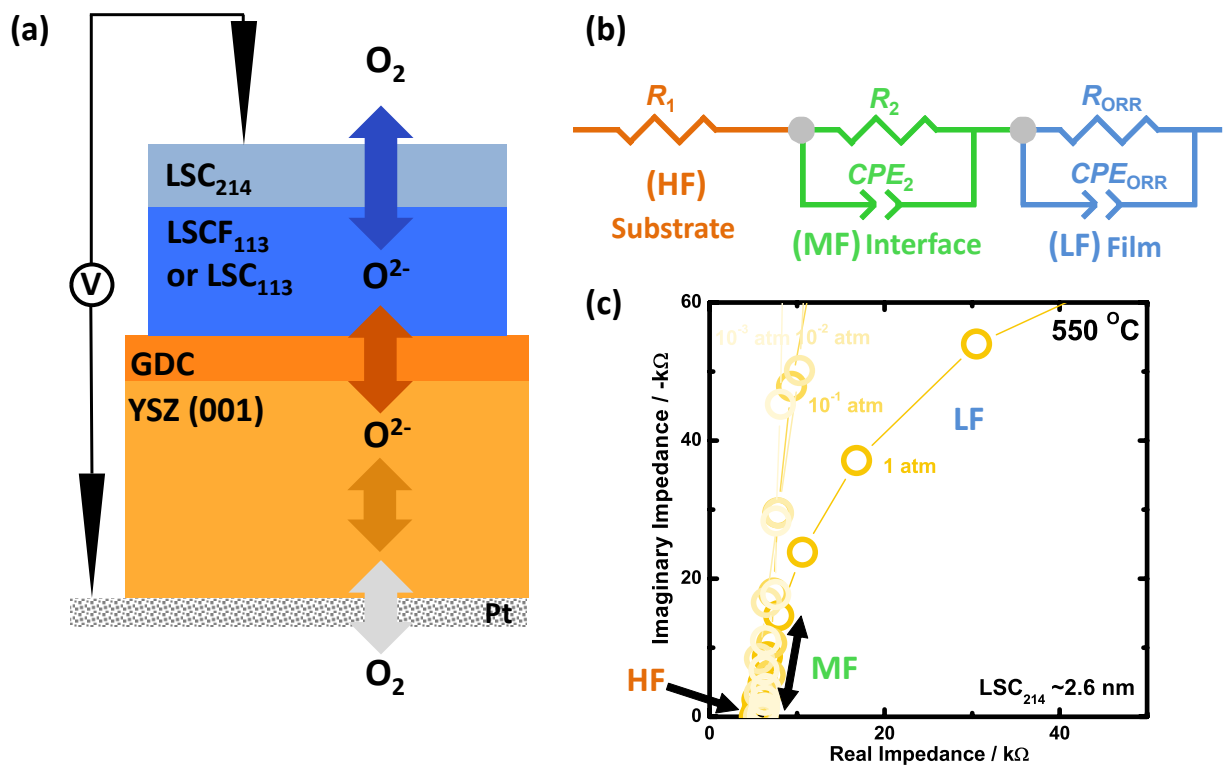 (a)
O₂
LSC₂₁₄
LSCF₁₁₃
or LSC₁₁₃
O²⁻
V
GDC
YSZ (001)
O²⁻
Pt
O₂
(b)
R₁
R₂
R_ORR
CPE₂
CPE_ORR
(HF)
Substrate
(MF) Interface
(LF) Film
(c)
Imaginary Impedance / -kΩ
60
40
20
0
550 °C
10⁻³ atm
10⁻² atm
10⁻¹ atm
LF
1 atm
MF
HF
LSC₂₁₄ ~2.6 nm
0
20
40
Real Impedance / kΩ